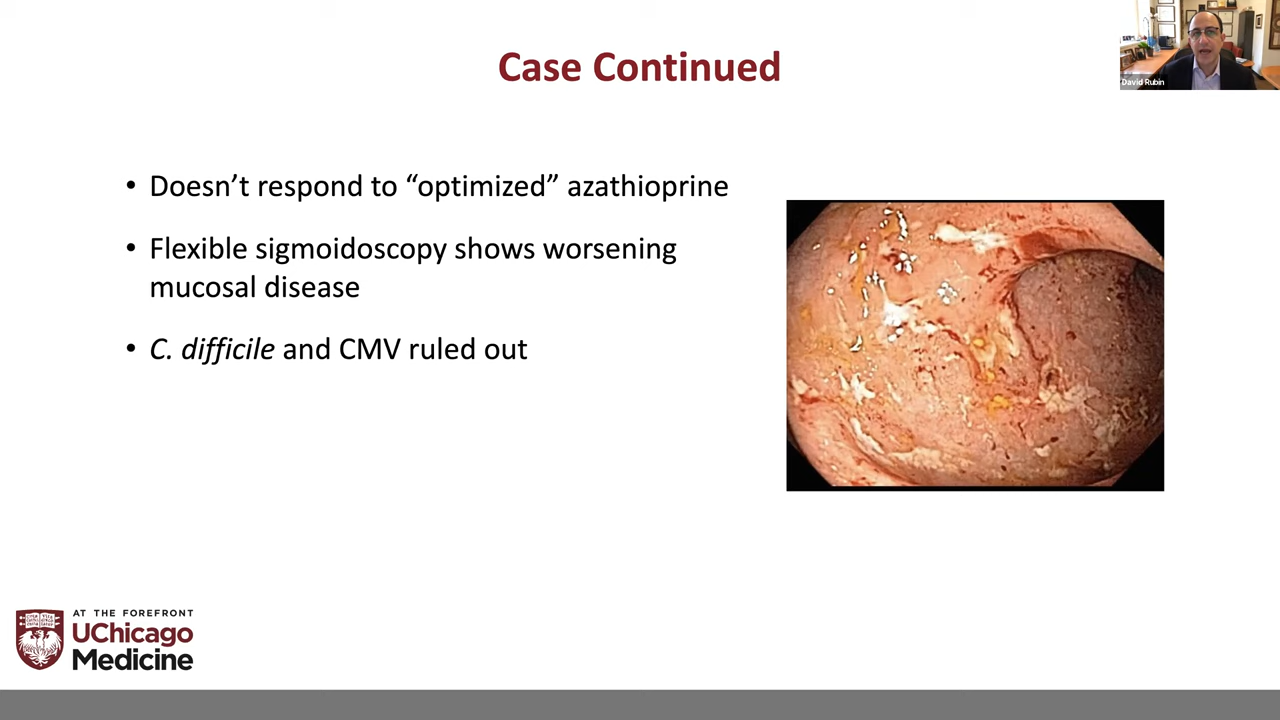 Case Continued
David Rubin
• Doesn’t respond to “optimized” azathioprine
• Flexible sigmoidoscopy shows worsening
mucosal disease
• C. difficile and CMV ruled out
AT THE FOREFRONT
UChicago
Medicine